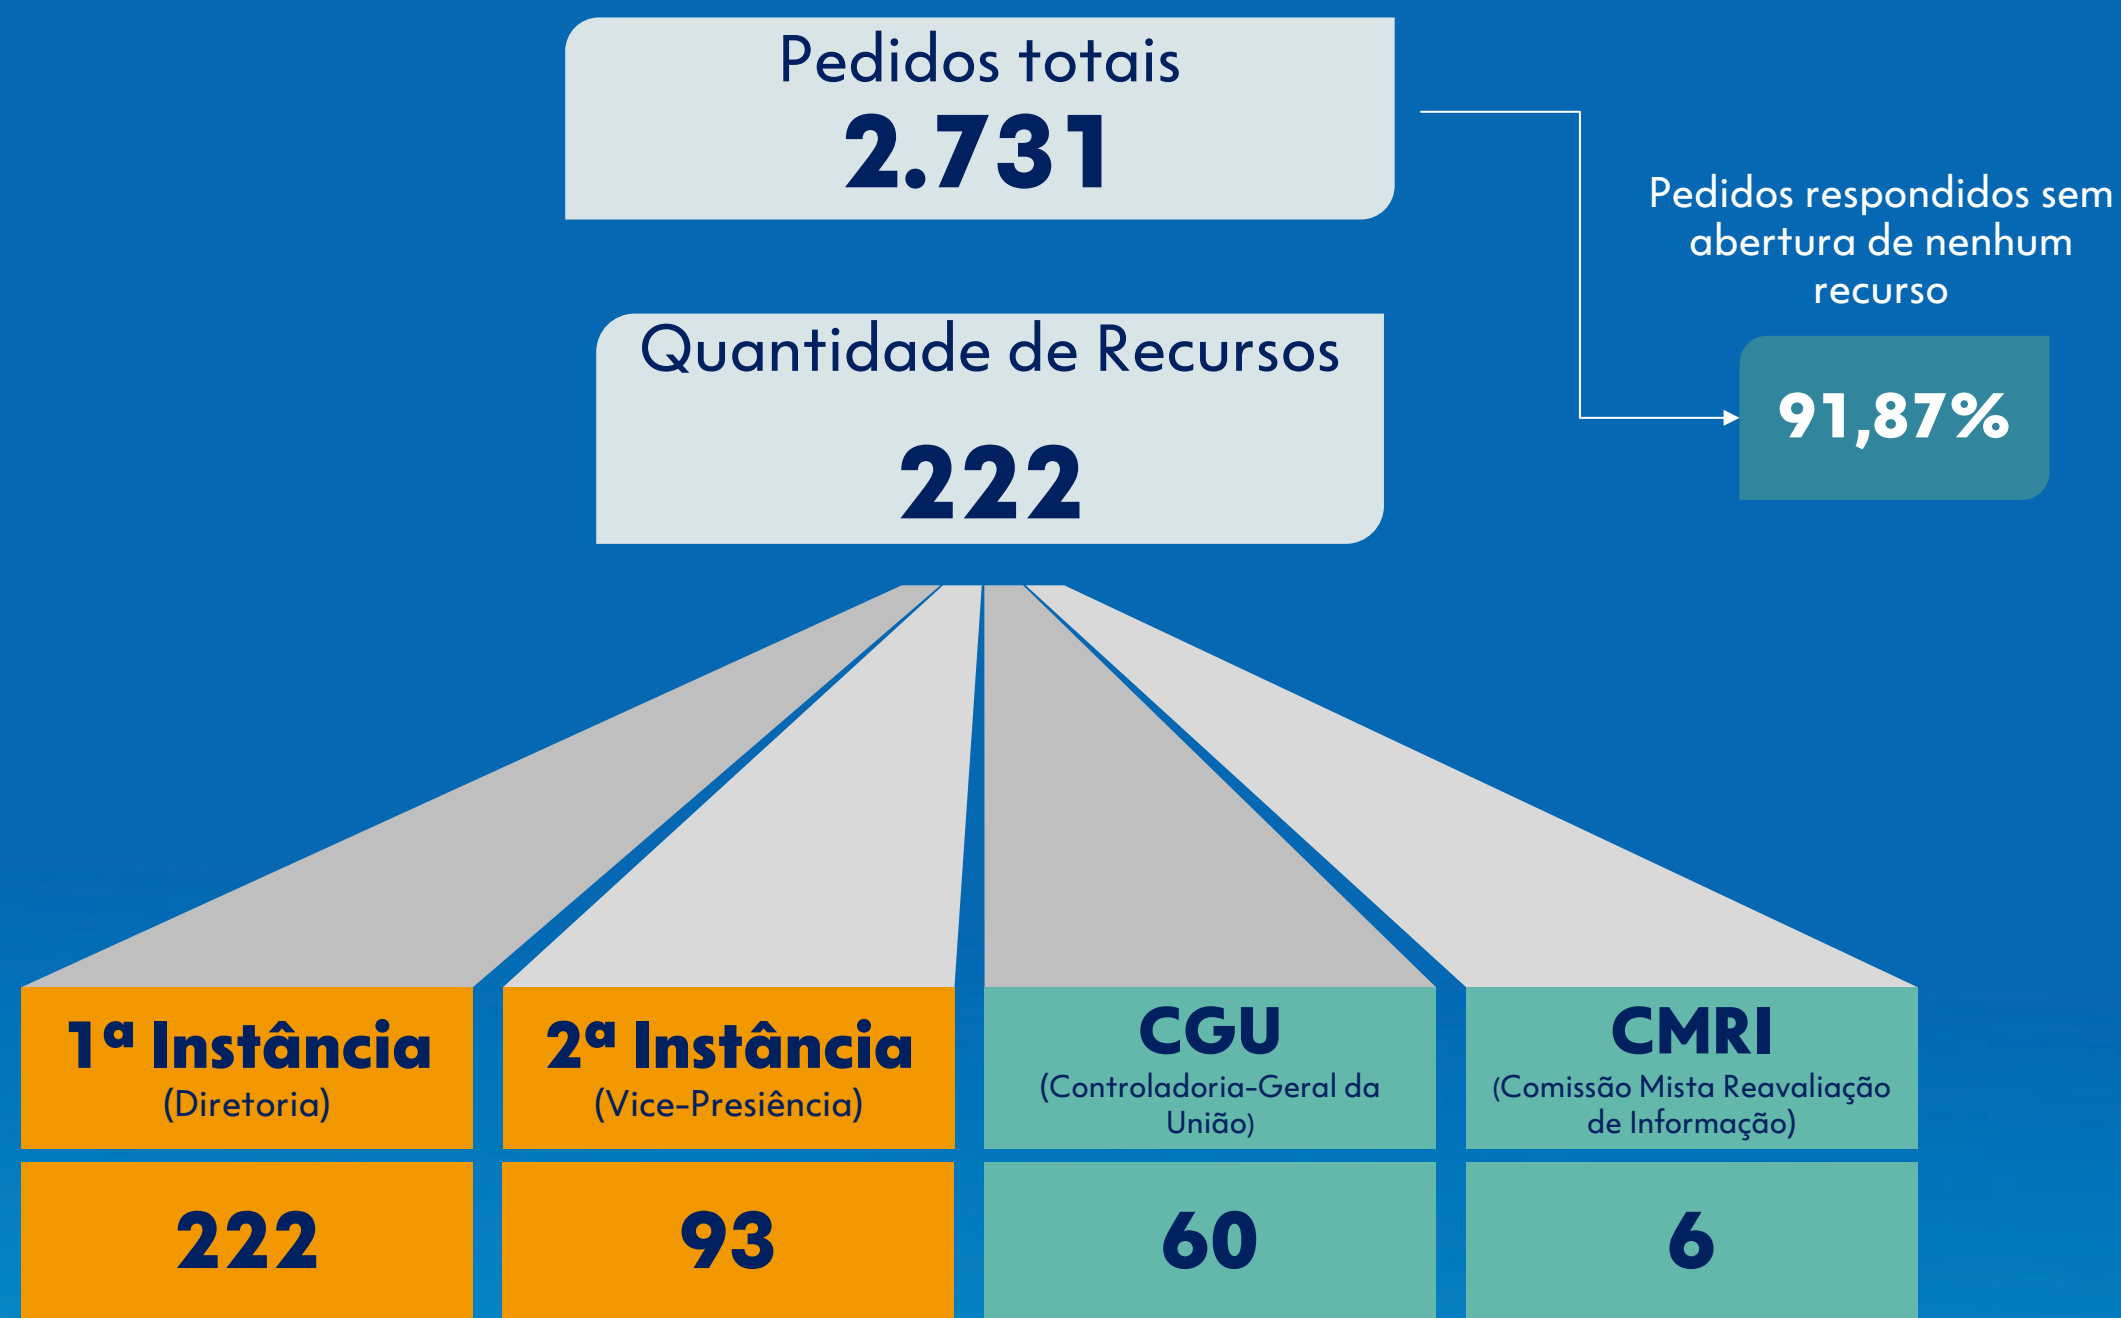 Pedidos totais
2.731
Pedidos respondidos sem
abertura de nenhum
recurso
91,87%
Quantidade de Recursos
222
1ª Instância
(Diretoria)
222
2ª Instância
(Vice-Presiência)
93
CGU
(Controladoria-Geral da
União)
60
CMRI
(Comissão Mista Reavaliação
de Informação)
6